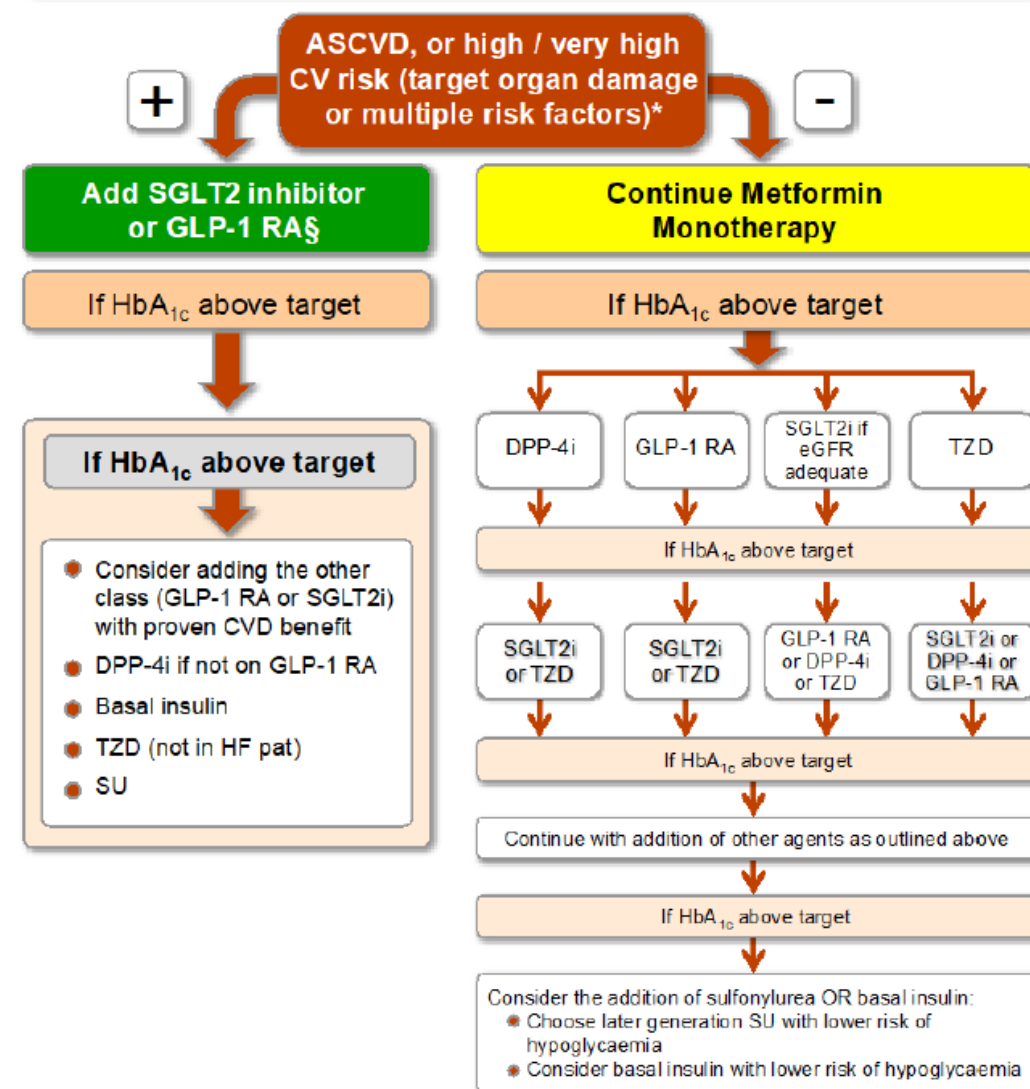 ASCVD, or high / very high
CV risk (target organ damage
or multiple risk factors)*
+
-
Add SGLT2 inhibitor
or GLP-1 RA§
If HbA1c above target
If HbA1c above target
Consider adding the other
class (GLP-1 RA or SGLT2i)
with proven CVD benefit
DPP-4i if not on GLP-1 RA
Basal insulin
TZD (not in HF pat)
SU
Continue Metformin
Monotherapy
If HbA1c above target
DPP-4i
GLP-1 RA
SGLT2i if
eGFR
adequate
TZD
If HbA1c above target
SGLT2i
or TZD
SGLT2i
or TZD
GLP-1 RA
or DPP-4i
or TZD
SGLT2i or
DPP-4i or
GLP-1 RA
If HbA1c above target
Continue with addition of other agents as outlined above
If HbA1c above target
Consider the addition of sulfonylurea OR basal insulin:
Choose later generation SU with lower risk of
hypoglycaemia
Consider basal insulin with lower risk of hypoglycaemia